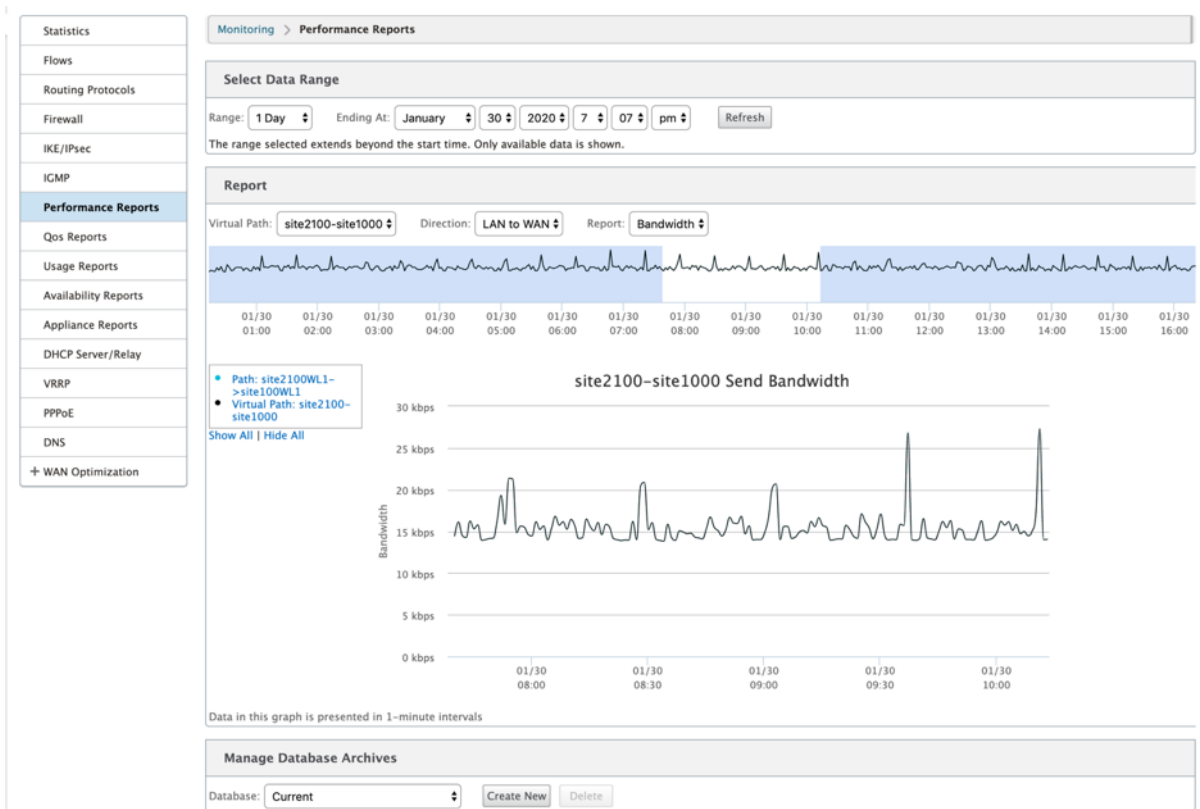 Statistics
Flows
Routing Protocols
Firewall
IKE/IPsec
IGMP
Performance Reports
Qos Reports
Usage Reports
Availability Reports
Appliance Reports
DHCP Server/Relay
VRRP
PPPoE
DNS
+ WAN Optimization
Monitoring > Performance Reports
Select Data Range
Range: 1 Day Ending At: January 30 2020 7 07 pm Refresh
The range selected extends beyond the start time. Only available data is shown.
Report
Virtual Path: site2100-site1000 Direction: LAN to WAN Report: Bandwidth
01/30 01/30 01/30 01/30 01/30 01/30 01/30 01/30 01/30 01/30 01/30 01/30 01/30 01/30 01/30 01/30
01:00 02:00 03:00 04:00 05:00 06:00 07:00 08:00 09:00 10:00 11:00 12:00 13:00 14:00 15:00 16:00
Path: site2100WL1-
>site100WL1
Virtual Path: site2100-
site1000
Show All | Hide All
site2100-site1000 Send Bandwidth
30 kbps
25 kbps
20 kbps
15 kbps
10 kbps
5 kbps
0 kbps
Bandwidth
01/30 01/30 01/30 01/30 01/30
08:00 08:30 09:00 09:30 10:00
Data in this graph is presented in 1-minute intervals
Manage Database Archives
Database: Current Create New Delete